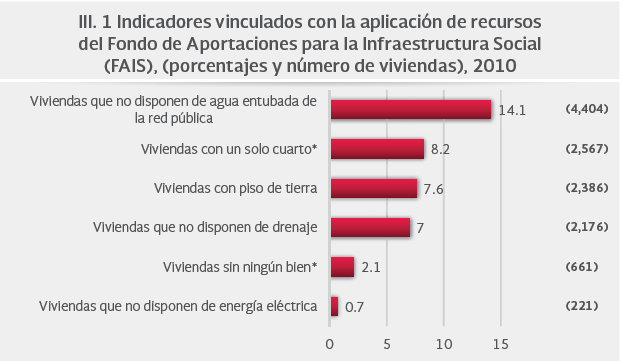 III. 1 Indicadores vinculados con la aplicación de recursos
del Fondo de Aportaciones para la Infraestructura Social
(FAIS), (porcentajes y número de viviendas), 2010
Viviendas que no disponen de agua entubada de
la red pública
14.1
(4,404)
Viviendas con un solo cuarto*
8.2
(2,567)
Viviendas con piso de tierra
7.6
(2,386)
Viviendas que no disponen de drenaje
7
(2,176)
Viviendas sin ningún bien*
2.1
(661)
Viviendas que no disponen de energía eléctrica
0.7
(221)
0 5 10 15